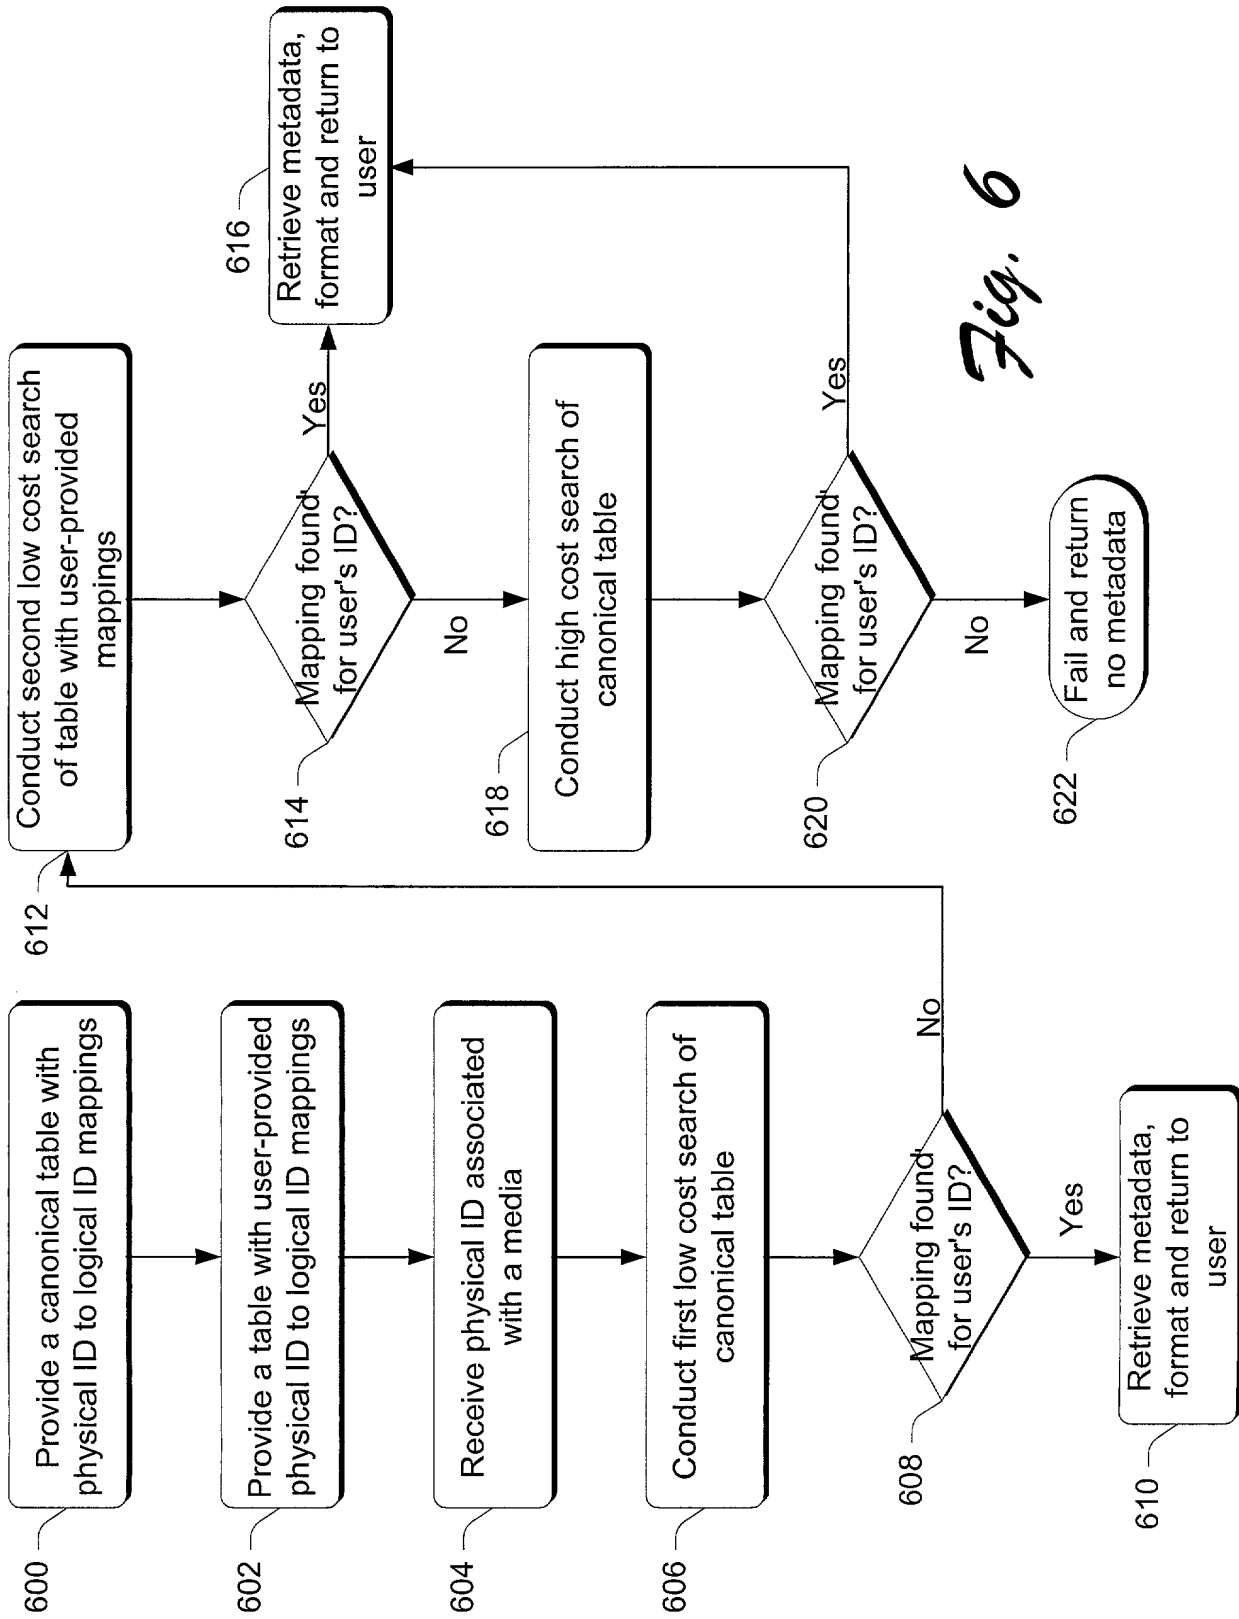 600
Provide a canonical table with
physical ID to logical ID mappings
602
Provide a table with user-provided
physical ID to logical ID mappings
604
Receive physical ID associated
with a media
606
Conduct first low cost search of
canonical table
608
Mapping found
for user's ID?
No
Yes
610
Retrieve metadata,
format and return to
user
612
Conduct second low cost search
of table with user-provided
mappings
614
Mapping found
for user's ID?
Yes
No
616
Retrieve metadata,
format and return to
user
618
Conduct high cost search of
canonical table
620
Mapping found
for user's ID?
Yes
No
622
Fail and return
no metadata
Fig. 6